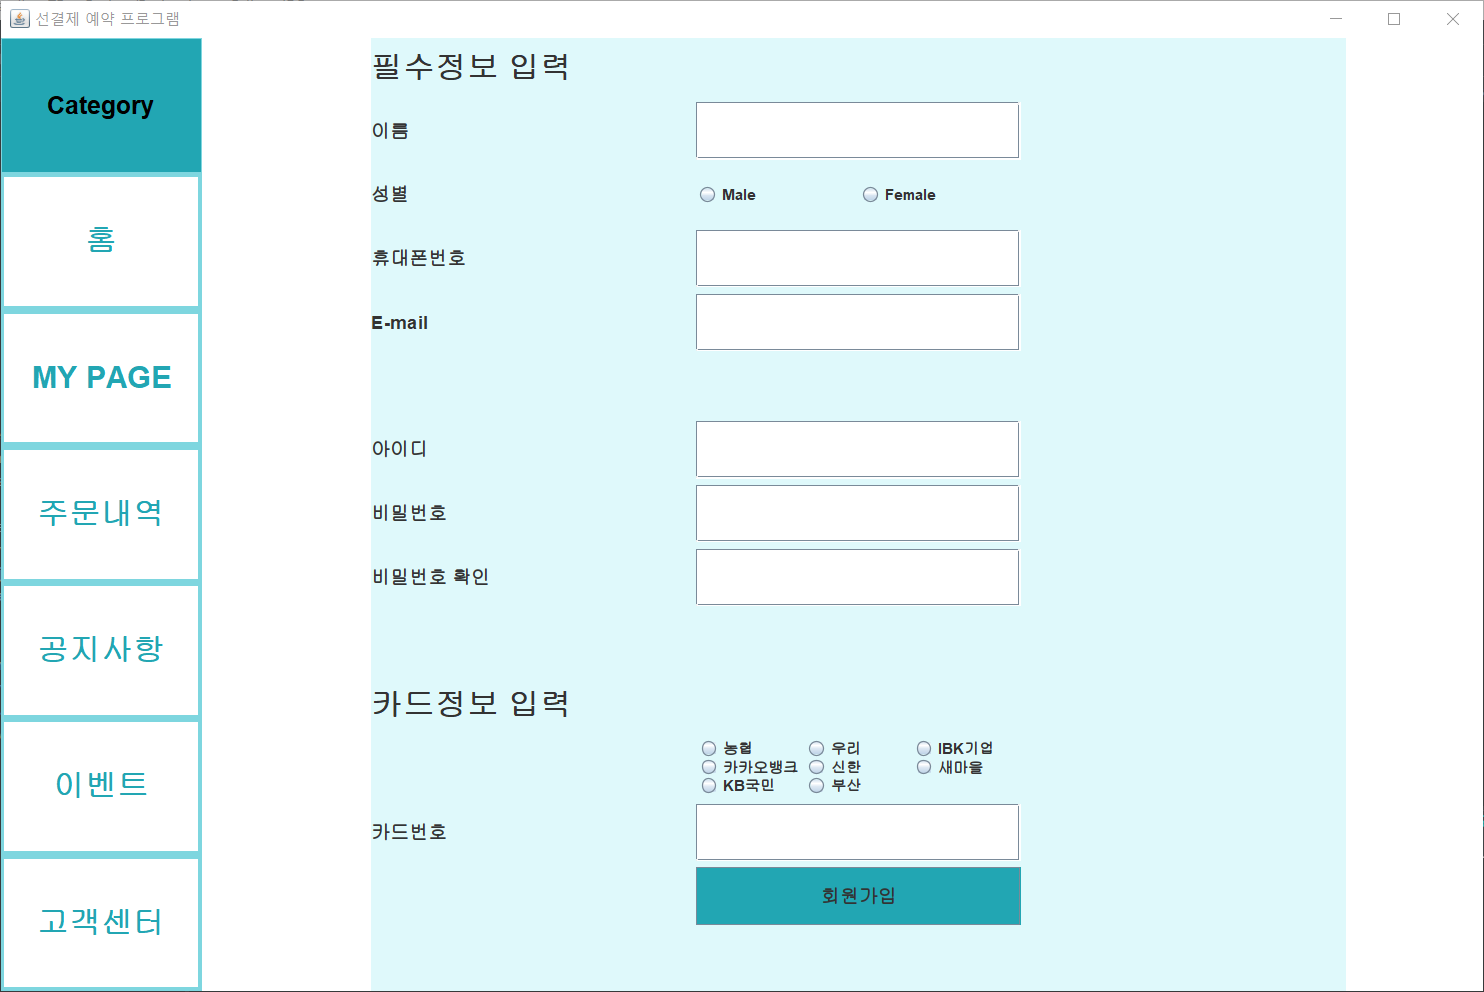 선결제 예약 프로그램
Category
홈
MY PAGE
주문내역
공지사항
이벤트
고객센터
필수정보 입력
이름
성별 Male Female
휴대폰번호
E-mail
아이디
비밀번호
비밀번호 확인
카드정보 입력
농협 우리 IBK기업
카카오뱅크 신한 새마을
KB국민 부산
카드번호
회원가입